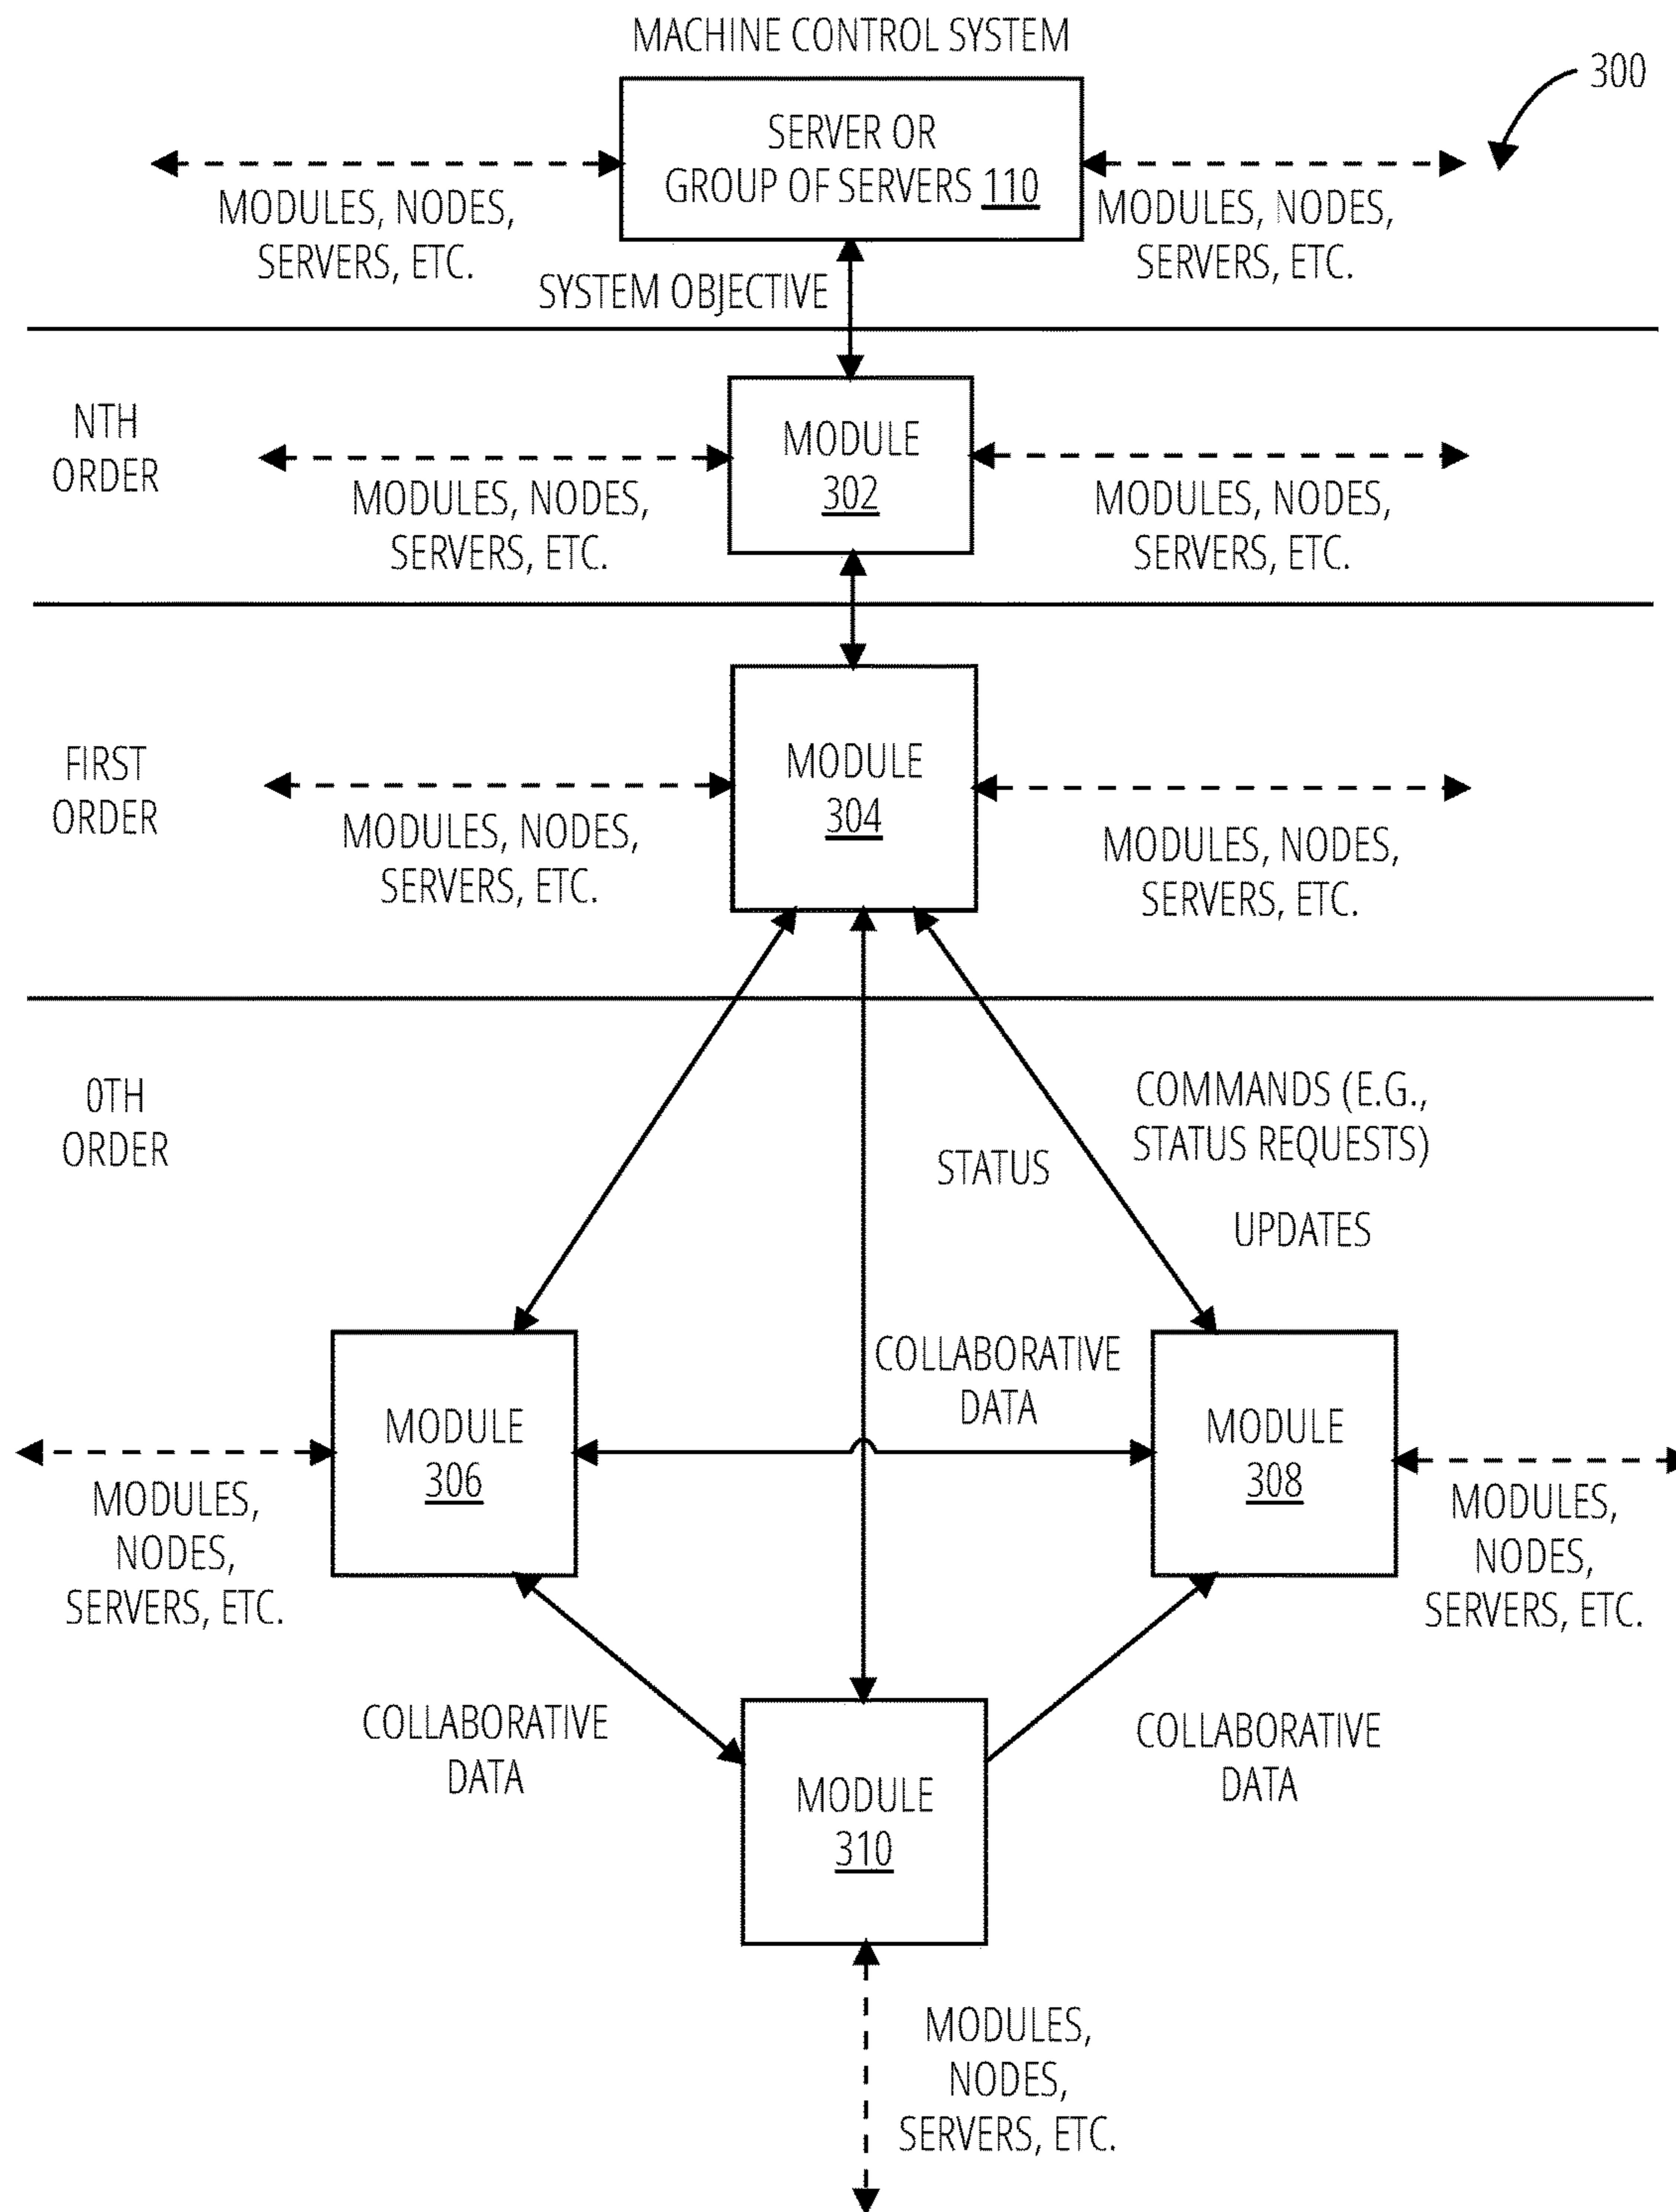 MACHINE CONTROL SYSTEM
300
SERVER OR
GROUP OF SERVERS 110
MODULES, NODES,
SERVERS, ETC.
MODULES, NODES,
SERVERS, ETC.
SYSTEM OBJECTIVE
NTH
ORDER
MODULE
302
MODULES, NODES,
SERVERS, ETC.
MODULES, NODES,
SERVERS, ETC.
FIRST
ORDER
MODULE
304
MODULES, NODES,
SERVERS, ETC.
MODULES, NODES,
SERVERS, ETC.
0TH
ORDER
COMMANDS (E.G.,
STATUS REQUESTS)
STATUS
UPDATES
COLLABORATIVE
DATA
MODULE
306
MODULE
308
MODULES,
NODES,
SERVERS, ETC.
MODULES,
NODES,
SERVERS, ETC.
COLLABORATIVE
DATA
COLLABORATIVE
DATA
MODULE
310
MODULES,
NODES,
SERVERS, ETC.